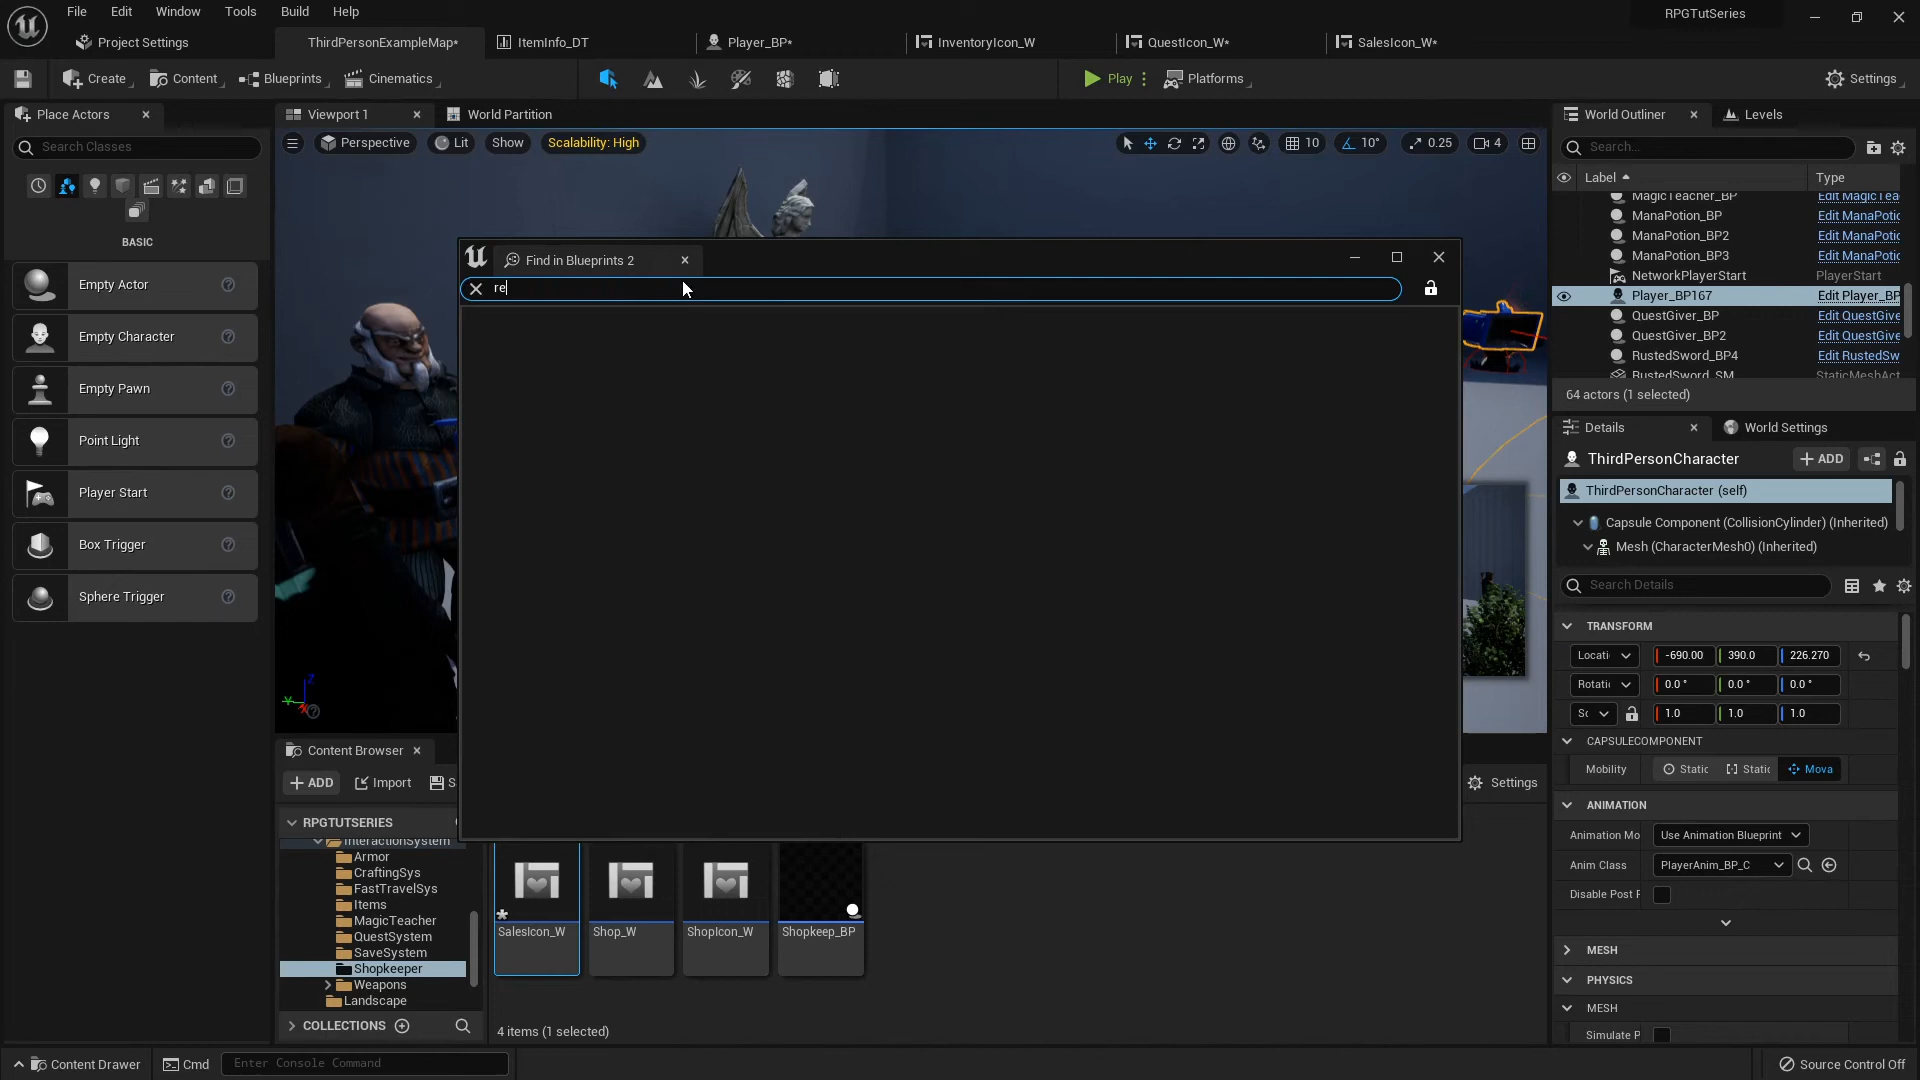 File Edit Window Tools Build Help
RPGTutSeries
Project Settings
ThirdPersonExampleMap*
ItemInfo_DT
Player_BP*
InventoryIcon_W
QuestIcon_W*
SalesIcon_W*
Create
Content
Blueprints
Cinematics
Play
Platforms
Settings
Place Actors
Search Classes
BASIC
Empty Actor
Empty Character
Empty Pawn
Point Light
Player Start
Box Trigger
Sphere Trigger
Viewport 1
World Partition
Perspective
Lit
Show
Scalability: High
10
10°
0.25
4
Z
Y
X
Find in Blueprints 2
re
World Outliner
Levels
Search...
Label
Type
MagicTeacher_BP Edit MagicTea
ManaPotion_BP Edit ManaPotic
ManaPotion_BP2 Edit ManaPotic
ManaPotion_BP3 Edit ManaPotic
NetworkPlayerStart PlayerStart
Player_BP167 Edit Player_BP
QuestGiver_BP Edit QuestGive
QuestGiver_BP2 Edit QuestGive
RustedSword_BP4 Edit RustedSw
RustedSword_SM StaticMeshAct
64 actors (1 selected)
Details
World Settings
ThirdPersonCharacter
ADD
ThirdPersonCharacter (self)
Capsule Component (CollisionCylinder) (Inherited)
Mesh (CharacterMesh0) (Inherited)
Search Details
TRANSFORM
Locati -690.00 390.0 226.270
Rotati 0.0 ° 0.0 ° 0.0 °
Sc 1.0 1.0 1.0
CAPSULECOMPONENT
Mobility Static Static Mova
ANIMATION
Animation Mo Use Animation Blueprint
Anim Class PlayerAnim_BP_C
Disable Post F
MESH
PHYSICS
MESH
Simulate P
Content Browser
ADD
Import
S
Settings
RPGTUTSERIES
InteractionSystem
Armor
CraftingSys
FastTravelSys
Items
MagicTeacher
QuestSystem
SaveSystem
Shopkeeper
Weapons
Landscape
COLLECTIONS
SalesIcon_W
Shop_W
ShopIcon_W
Shopkeep_BP
4 items (1 selected)
Content Drawer
Cmd
Enter Console Command
Source Control Off